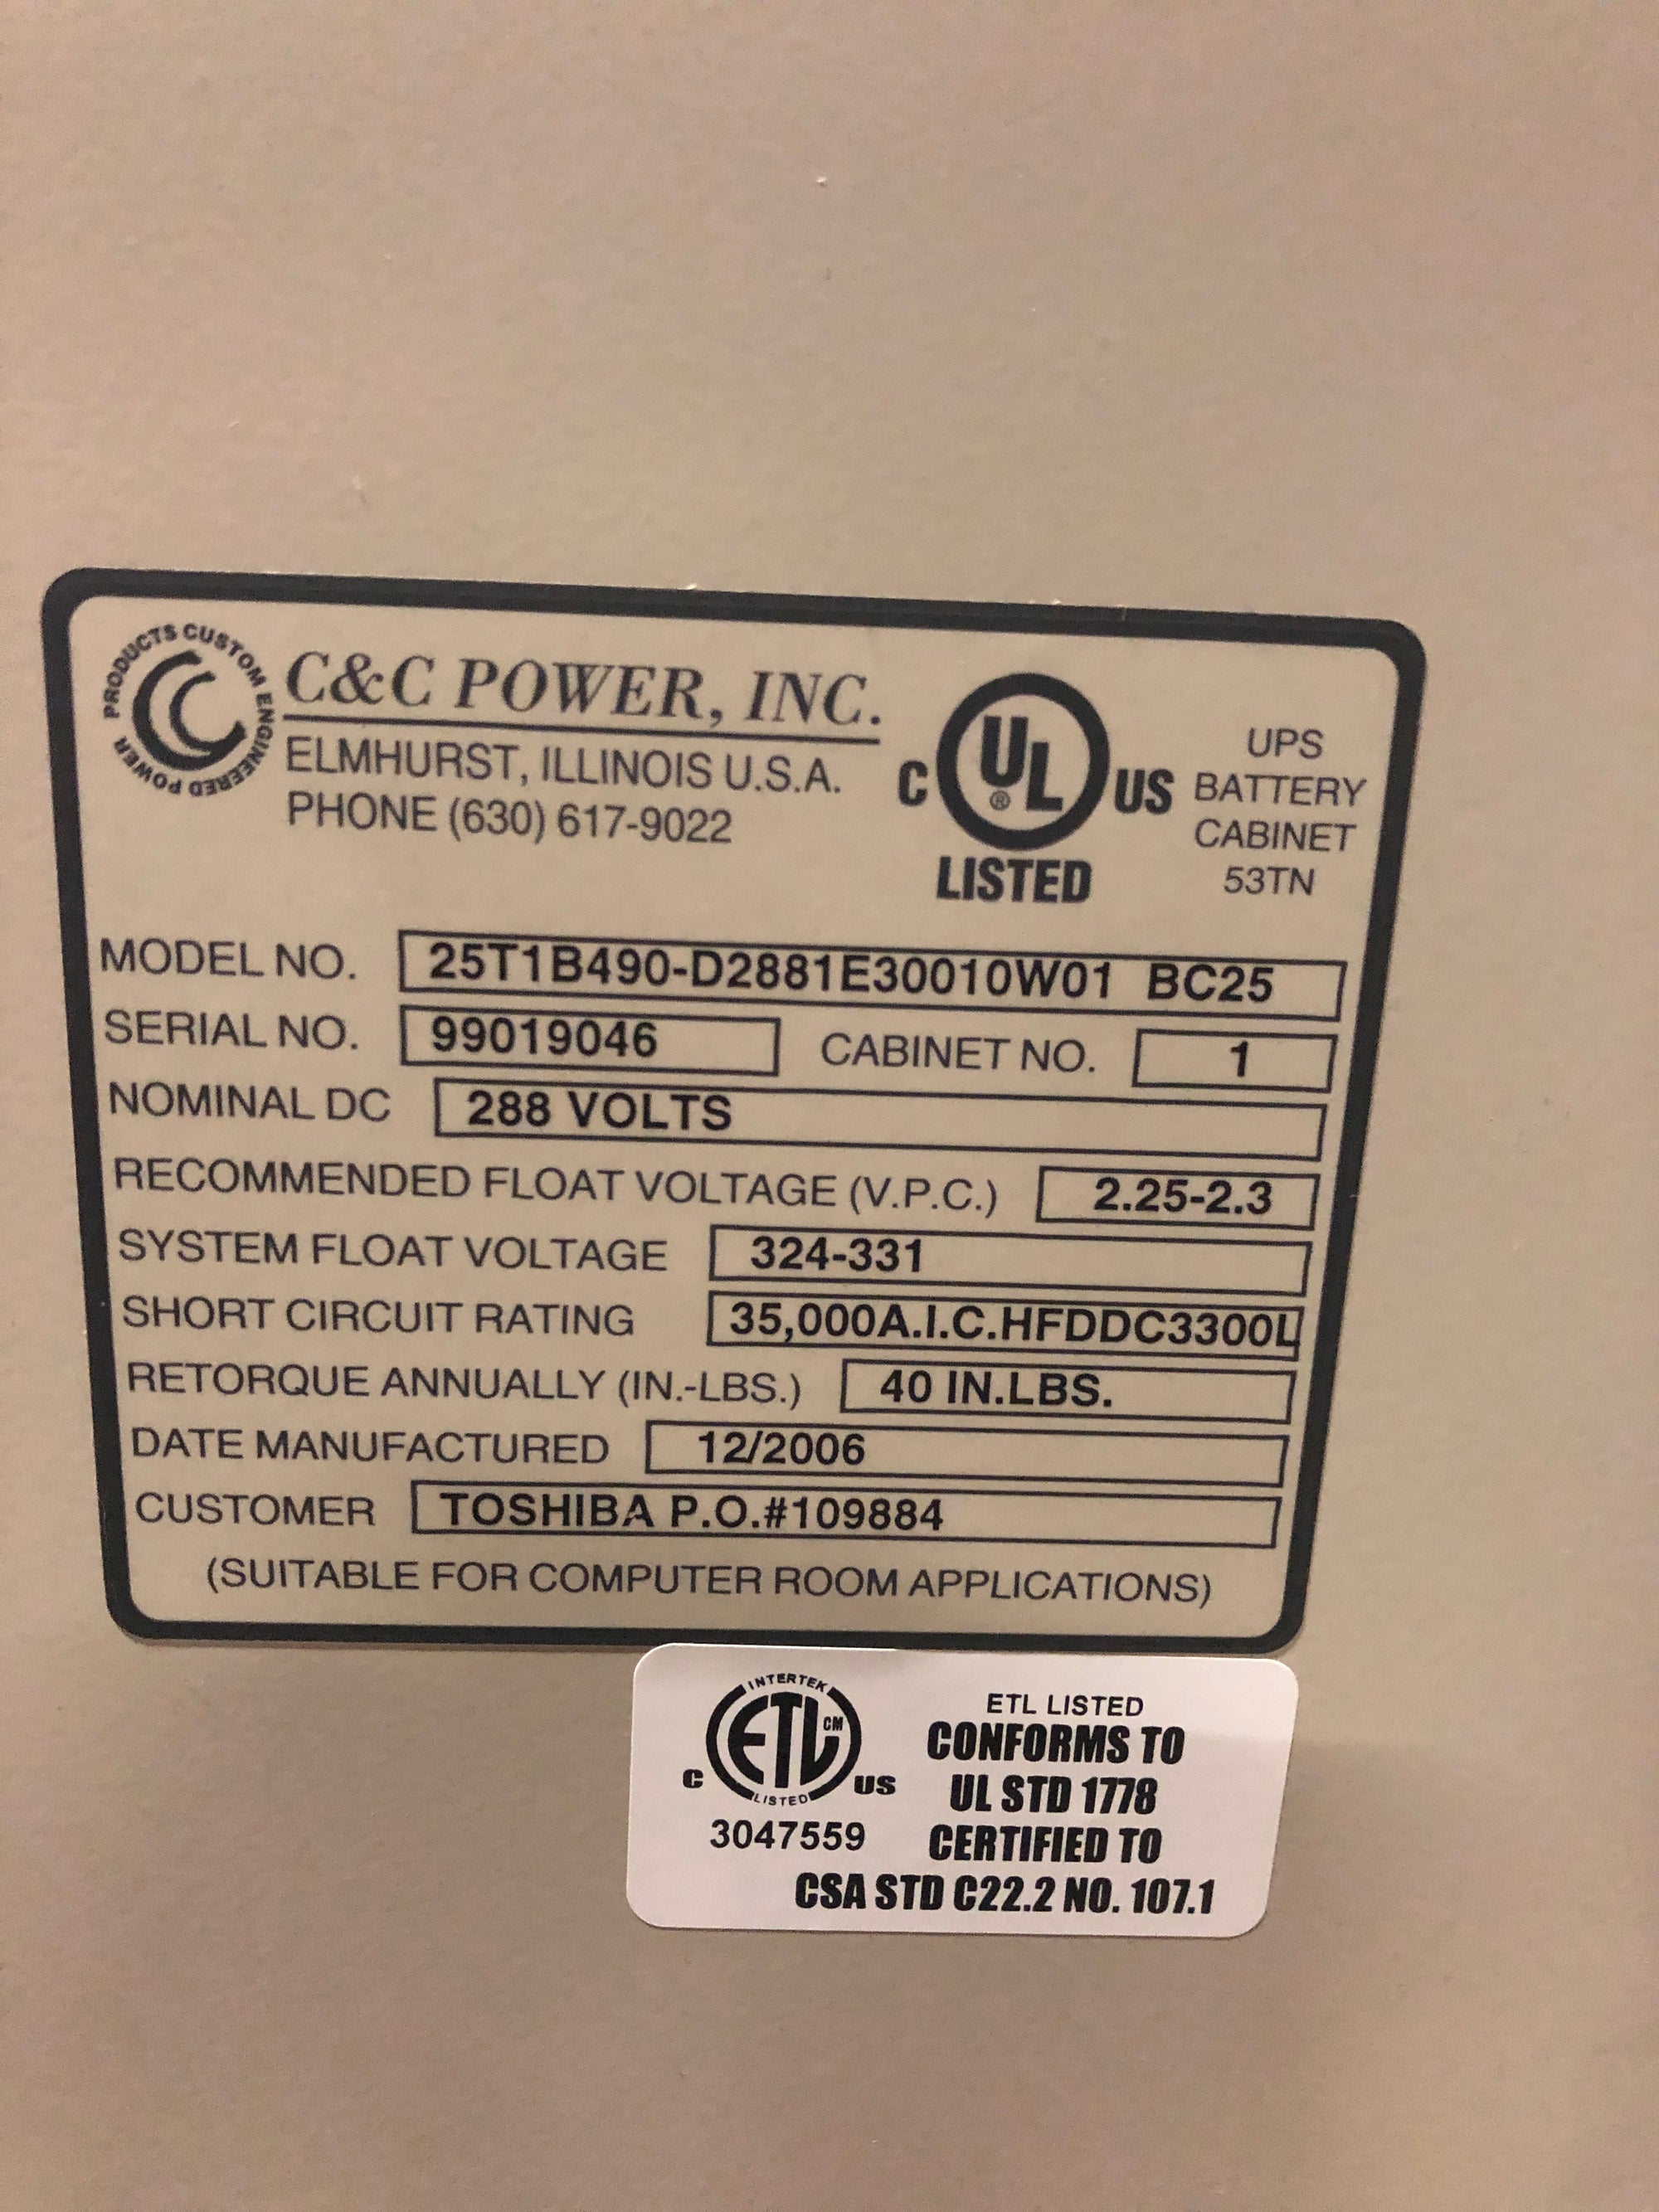 PRODUCTS CUSTOM ENGINEERED POWER
CC
C&C POWER, INC.
ELMHURST, ILLINOIS U.S.A.
PHONE (630) 617-9022
C UL ® US
LISTED
UPS
BATTERY
CABINET
53TN
MODEL NO. 25T1B490-D2881E30010W01 BC25
SERIAL NO. 99019046 CABINET NO. 1
NOMINAL DC 288 VOLTS
RECOMMENDED FLOAT VOLTAGE (V.P.C.) 2.25-2.3
SYSTEM FLOAT VOLTAGE 324-331
SHORT CIRCUIT RATING 35,000A.I.C.HFDDC3300L
RETORQUE ANNUALLY (IN.-LBS.) 40 IN.LBS.
DATE MANUFACTURED 12/2006
CUSTOMER TOSHIBA P.O.#109884
(SUITABLE FOR COMPUTER ROOM APPLICATIONS)
INTERTEK
C ETL CM US
LISTED
3047559
ETL LISTED
CONFORMS TO
UL STD 1778
CERTIFIED TO
CSA STD C22.2 NO. 107.1